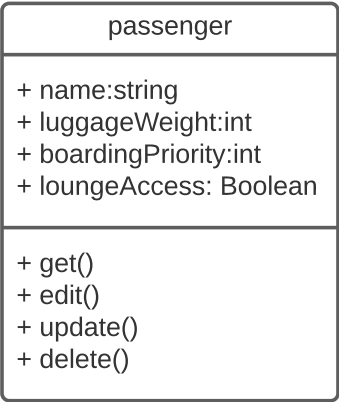 passenger
+ name:string
+ luggageWeight:int
+ boardingPriority:int
+ loungeAccess: Boolean
+ get()
+ edit()
+ update()
+ delete()